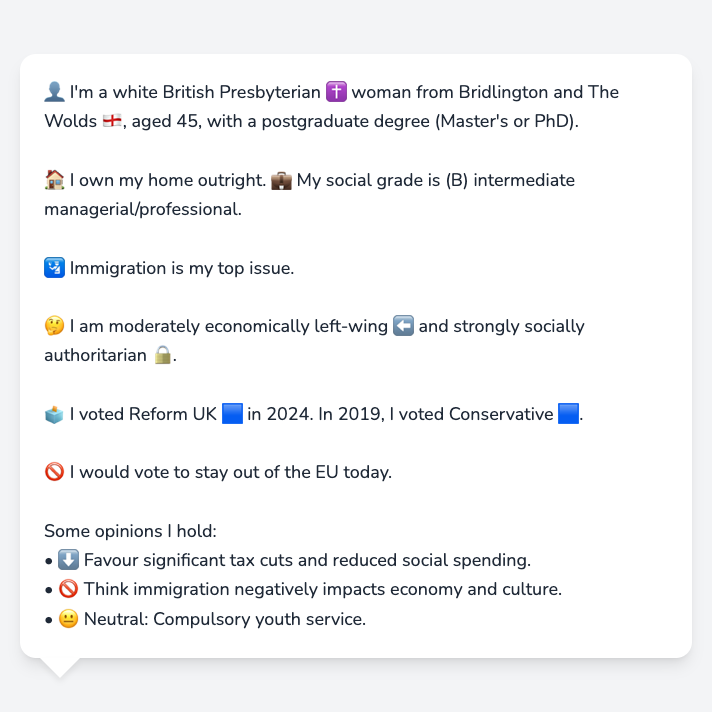 👤 I'm a white British Presbyterian ✝️ woman from Bridlington and The
Wolds 🏴󠁧󠁢󠁥󠁮󠁧󠁿, aged 45, with a postgraduate degree (Master's or PhD).
🏠 I own my home outright. 💼 My social grade is (B) intermediate
managerial/professional.
🛂 Immigration is my top issue.
🤔 I am moderately economically left-wing ⬅️ and strongly socially
authoritarian 🔒.
🗳️ I voted Reform UK 🟦 in 2024. In 2019, I voted Conservative 🟦.
🚫 I would vote to stay out of the EU today.
Some opinions I hold:
• ⬇️ Favour significant tax cuts and reduced social spending.
• 🚫 Think immigration negatively impacts economy and culture.
• 😐 Neutral: Compulsory youth service.